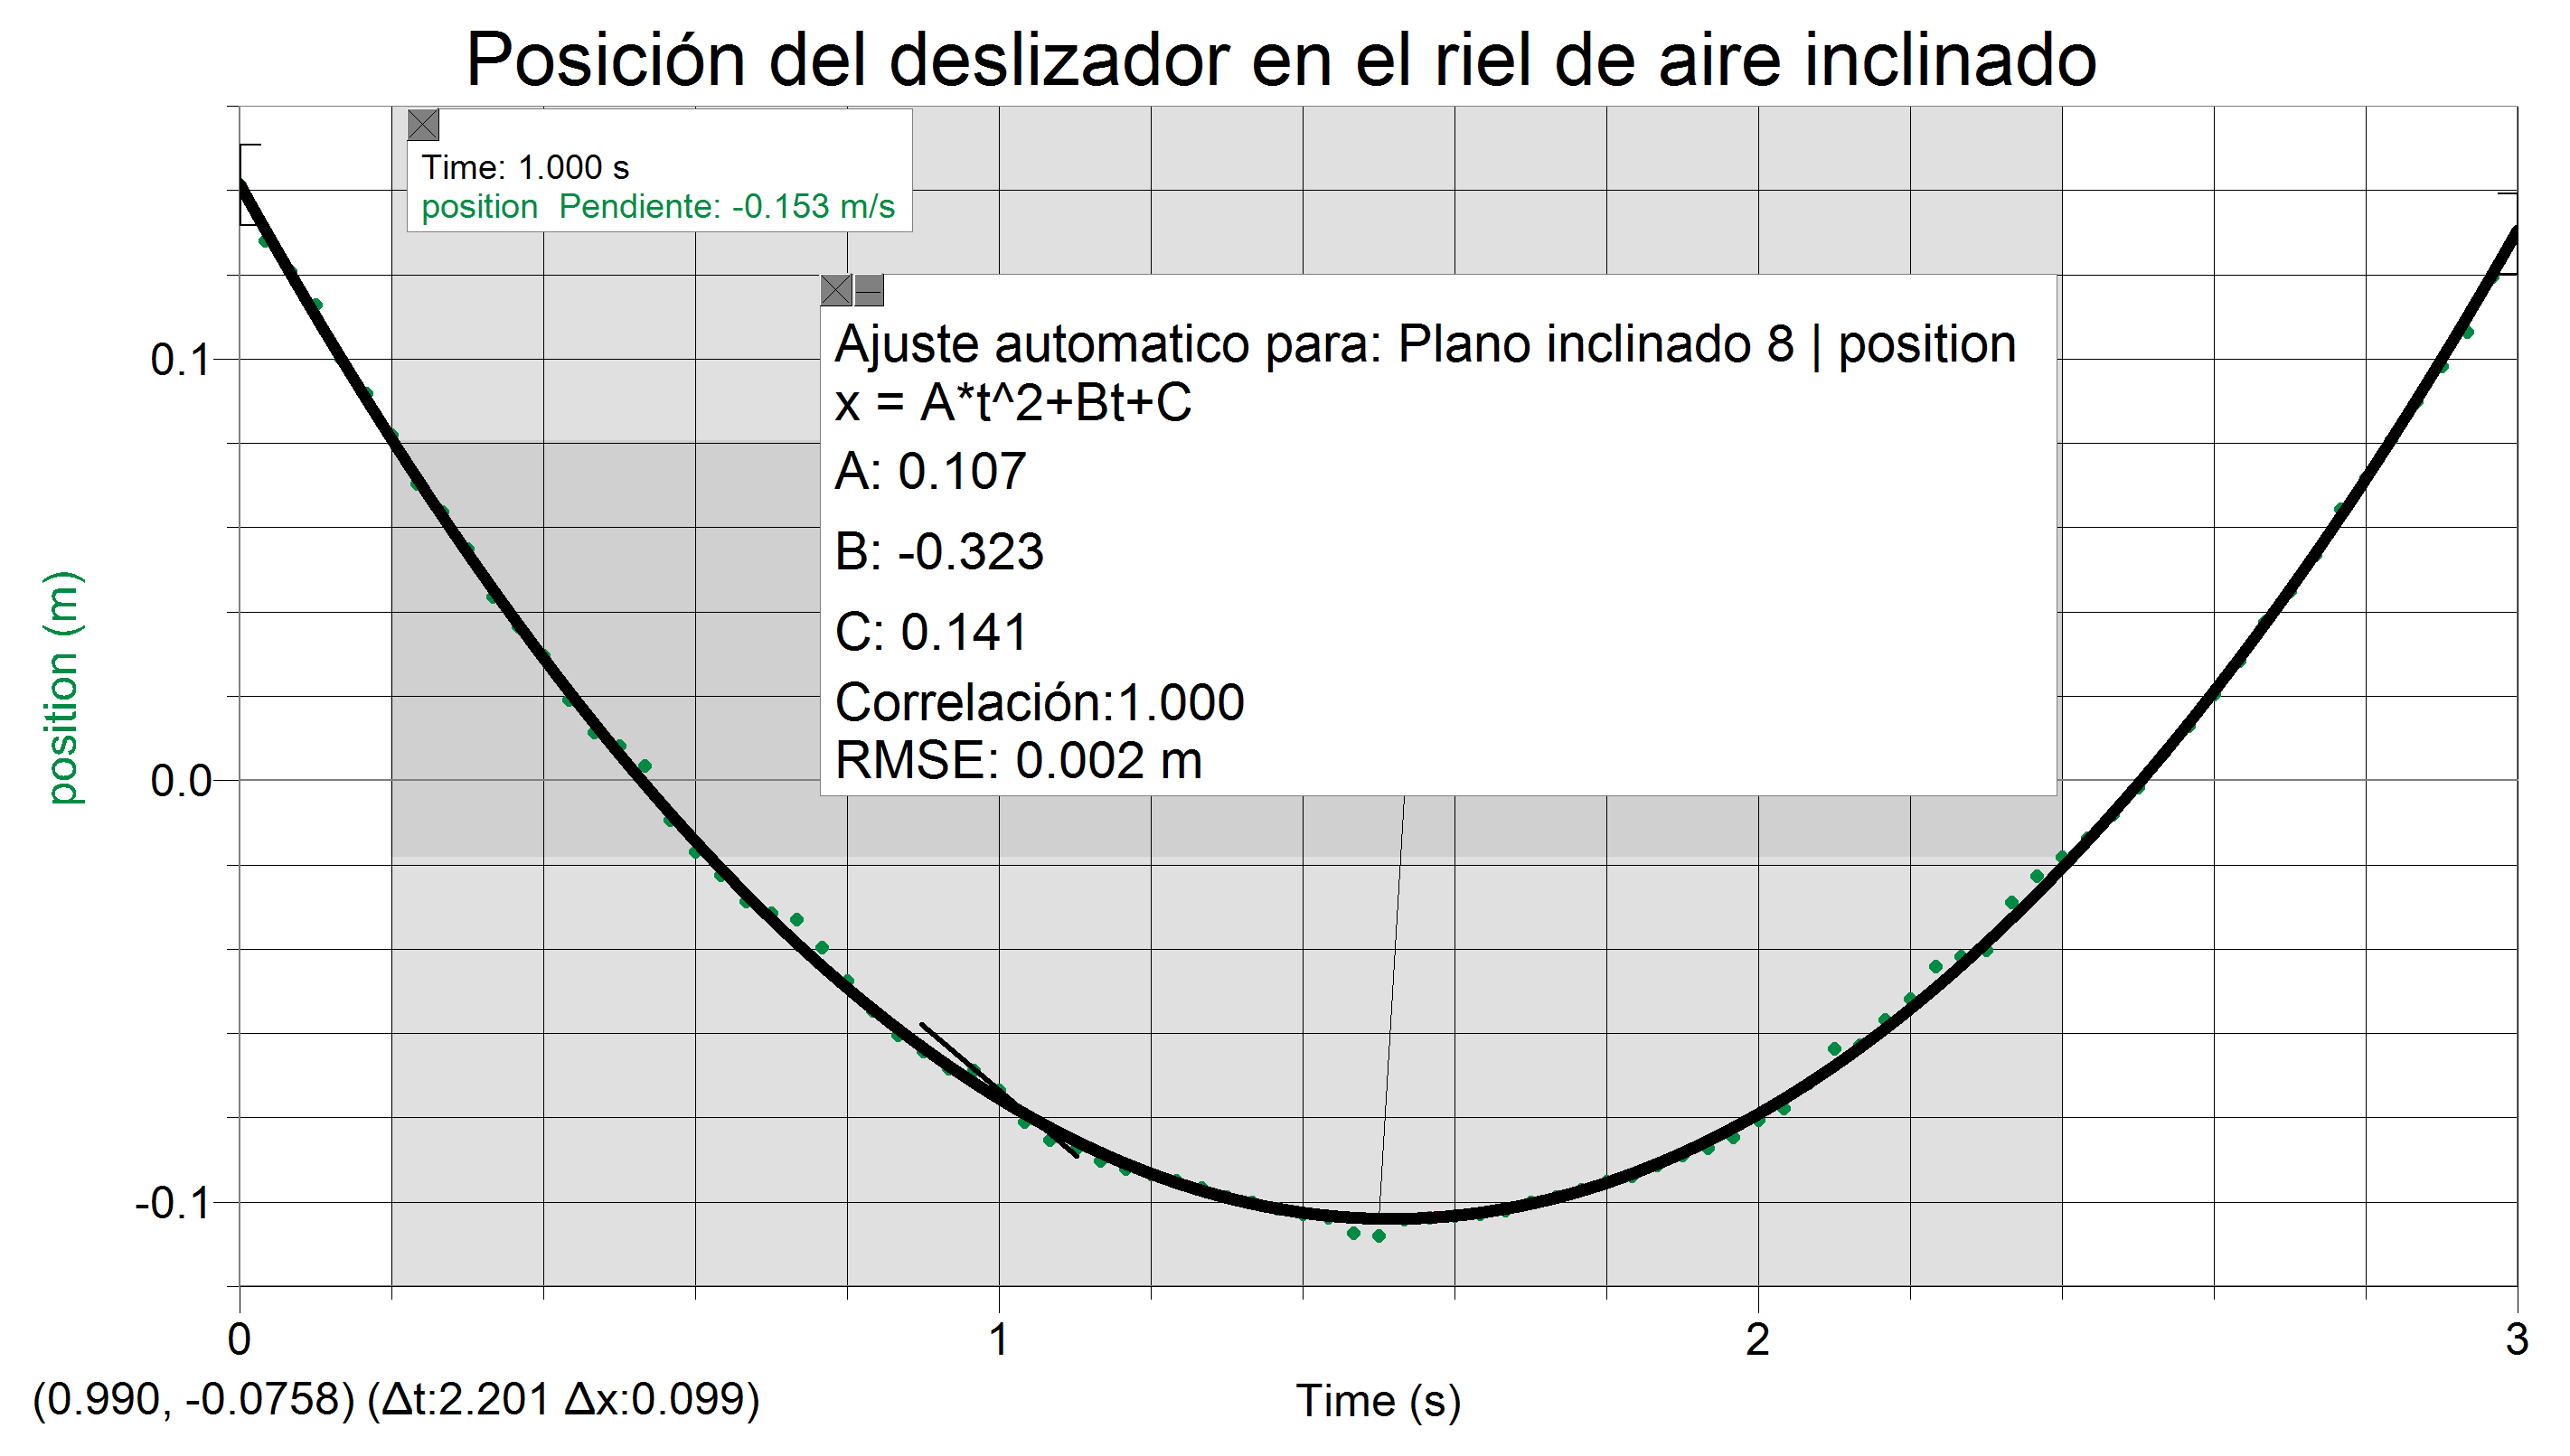 Posición del deslizador en el riel de aire inclinado
Time: 1.000 s
position  Pendiente: -0.153 m/s
Ajuste automatico para: Plano inclinado 8 | position
x = A*t^2+Bt+C
A: 0.107
B: -0.323
C: 0.141
Correlación:1.000
RMSE: 0.002 m
position (m)
0.1
0.0
-0.1
0 1 2 3
(0.990, -0.0758) (Δt:2.201 Δx:0.099)
Time (s)